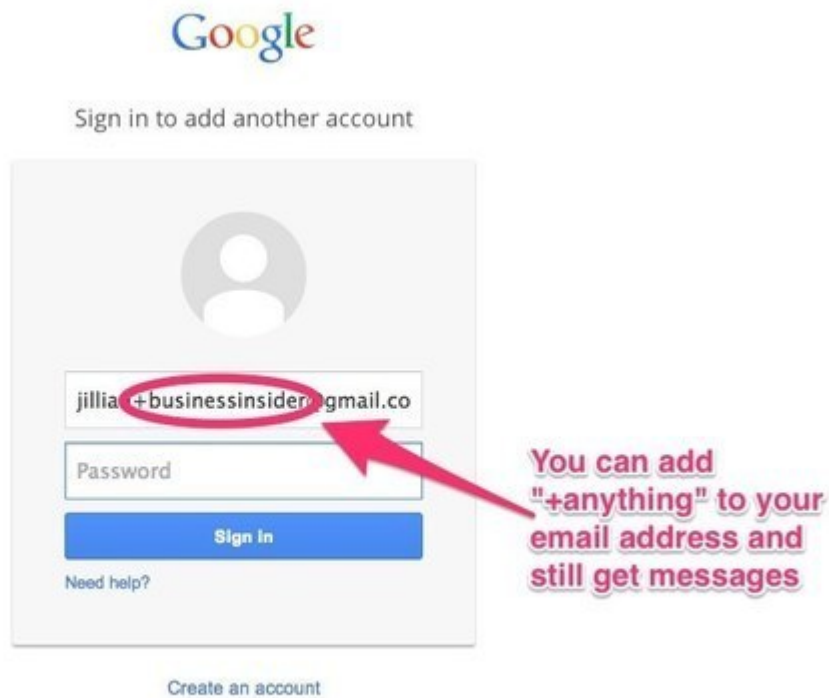 Google
Sign in to add another account
jillian+businessinsider@gmail.co
Password
Sign in
Need help?
You can add
"+anything" to your
email address and
still get messages
Create an account